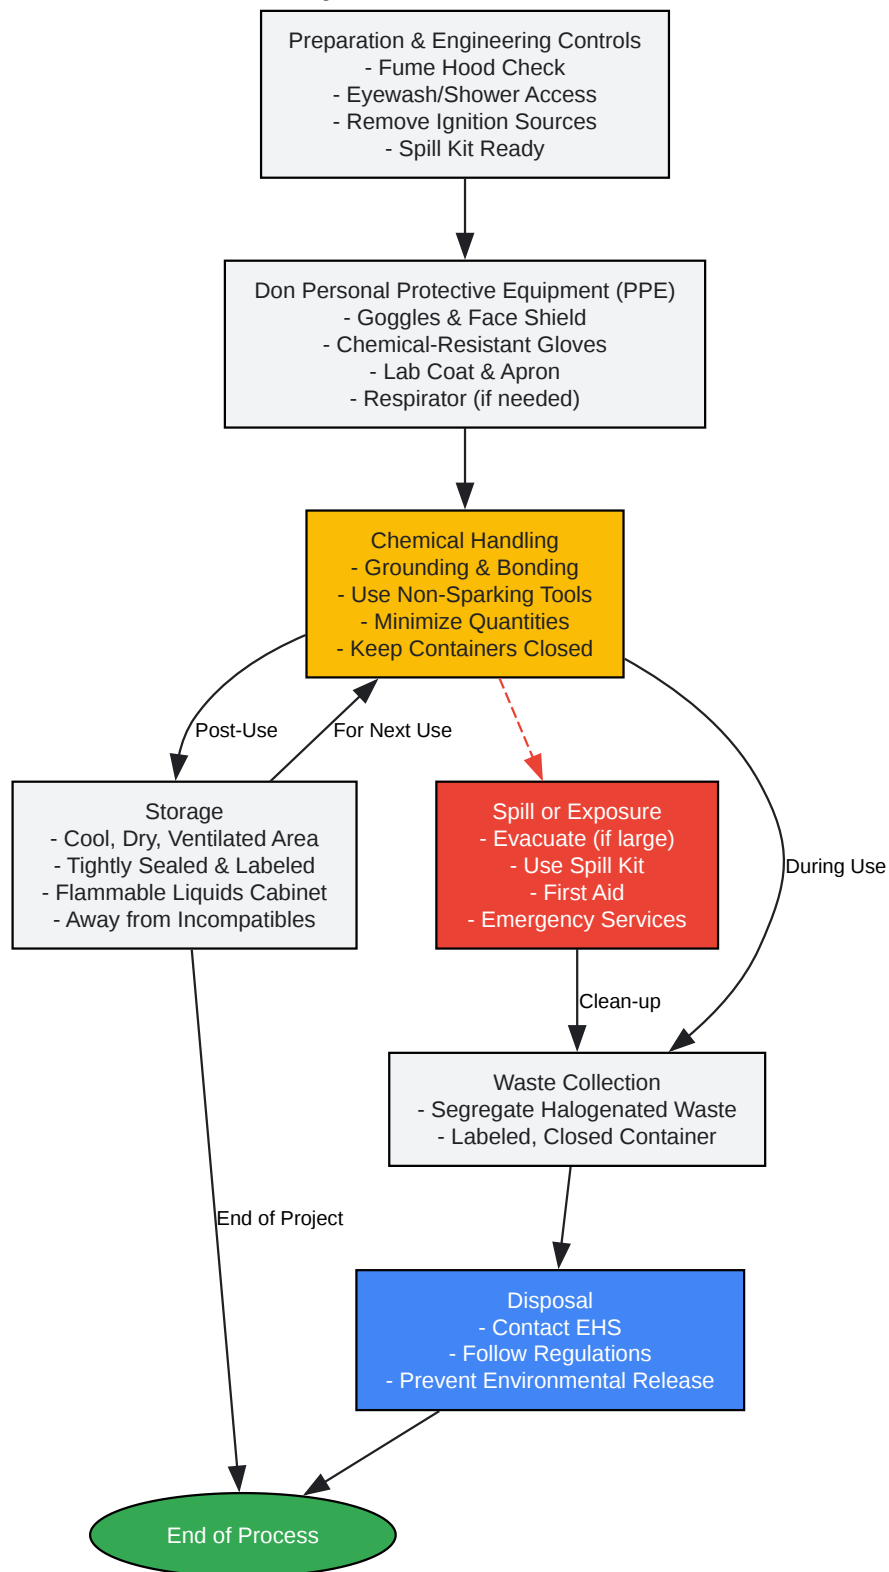 Preparation & Engineering Controls
- Fume Hood Check
- Eyewash/Shower Access
- Remove Ignition Sources
- Spill Kit Ready
Don Personal Protective Equipment (PPE)
- Goggles & Face Shield
- Chemical-Resistant Gloves
- Lab Coat & Apron
- Respirator (if needed)
Chemical Handling
- Grounding & Bonding
- Use Non-Sparking Tools
- Minimize Quantities
- Keep Containers Closed
Post-Use
For Next Use
Storage
- Cool, Dry, Ventilated Area
- Tightly Sealed & Labeled
- Flammable Liquids Cabinet
- Away from Incompatibles
Spill or Exposure
- Evacuate (if large)
- Use Spill Kit
- First Aid
- Emergency Services
During Use
Clean-up
Waste Collection
- Segregate Halogenated Waste
- Labeled, Closed Container
End of Project
Disposal
- Contact EHS
- Follow Regulations
- Prevent Environmental Release
End of Process